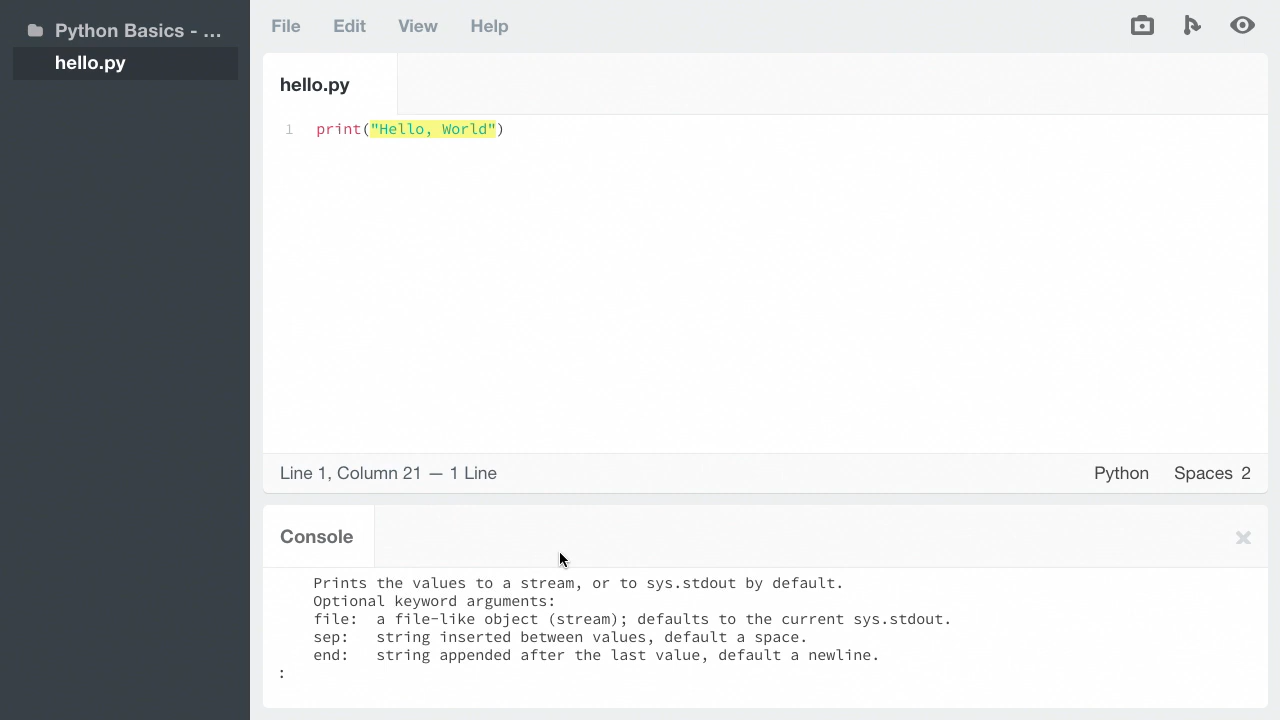 Python Basics - ...
hello.py
File Edit View Help
hello.py
1 print("Hello, World")
Line 1, Column 21 — 1 Line Python Spaces 2
Console
Prints the values to a stream, or to sys.stdout by default.
Optional keyword arguments:
file:  a file-like object (stream); defaults to the current sys.stdout.
sep:   string inserted between values, default a space.
end:   string appended after the last value, default a newline.
: